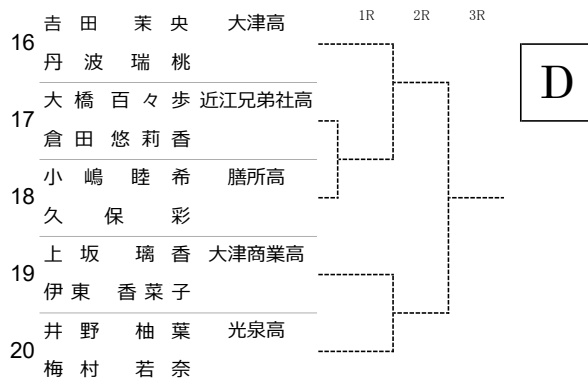 1R 2R 3R
D
16 𠮷田 茉央 大津高
丹波 瑞桃
17 大橋 百々歩 近江兄弟社高
倉田 悠莉香
18 小嶋 睦希 膳所高
久保 彩
19 上坂 璃香 大津商業高
伊東 香菜子
20 井野 柚葉 光泉高
梅村 若奈